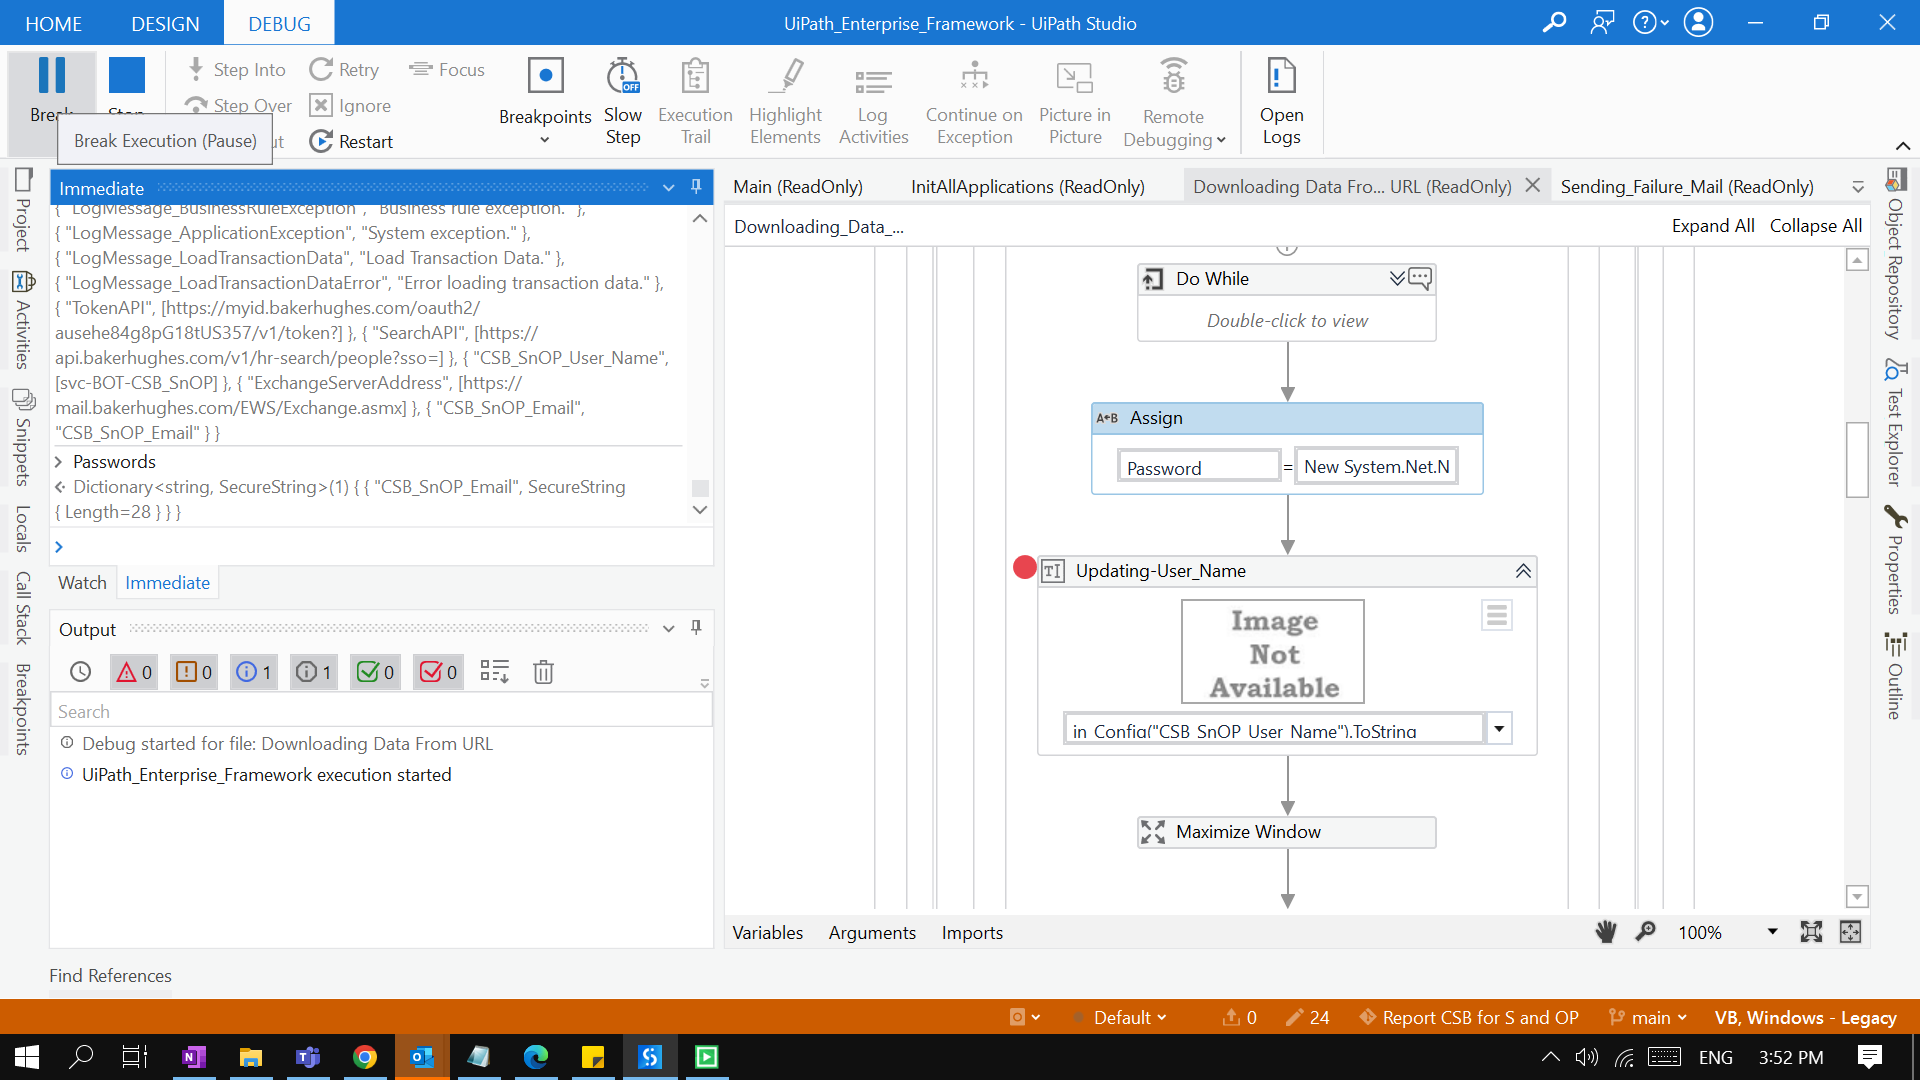 HOME DESIGN DEBUG
UiPath_Enterprise_Framework - UiPath Studio
Break
Step Into
Retry
Focus
Step Over
Ignore
Restart
Break Execution (Pause)
Breakpoints
Slow
Step
Execution
Trail
Highlight
Elements
Log
Activities
Continue on
Exception
Picture in
Picture
Remote
Debugging
Open
Logs
Project
Activities
Snippets
Locals
Call Stack
Breakpoints
Immediate
{ "LogMessage_BusinessRuleException", "Business rule exception." },
{ "LogMessage_ApplicationException", "System exception." },
{ "LogMessage_LoadTransactionData", "Load Transaction Data." },
{ "LogMessage_LoadTransactionDataError", "Error loading transaction data." },
{ "TokenAPI", [https://myid.bakerhughes.com/oauth2/
ausehe84g8pG18tUS357/v1/token?] }, { "SearchAPI", [https://
api.bakerhughes.com/v1/hr-search/people?sso=] }, { "CSB_SnOP_User_Name",
[svc-BOT-CSB_SnOP] }, { "ExchangeServerAddress", [https://
mail.bakerhughes.com/EWS/Exchange.asmx] }, { "CSB_SnOP_Email",
"CSB_SnOP_Email" } }
Passwords
Dictionary<string, SecureString>(1) { { "CSB_SnOP_Email", SecureString
{ Length=28 } } }
Watch Immediate
Output
0 0 1 1 0 0
Search
Debug started for file: Downloading Data From URL
UiPath_Enterprise_Framework execution started
Find References
Main (ReadOnly)
InitAllApplications (ReadOnly)
Downloading Data Fro... URL (ReadOnly)
Sending_Failure_Mail (ReadOnly)
Downloading_Data_...
Expand All Collapse All
Do While
Double-click to view
A+B Assign
Password = New System.Net.N
Updating-User_Name
Image
Not
Available
in_Config("CSB_SnOP_User_Name").ToString
Maximize Window
Variables Arguments Imports
100%
Object Repository
Test Explorer
Properties
Outline
Default
0
24
Report CSB for S and OP
main
VB, Windows - Legacy
ENG
3:52 PM